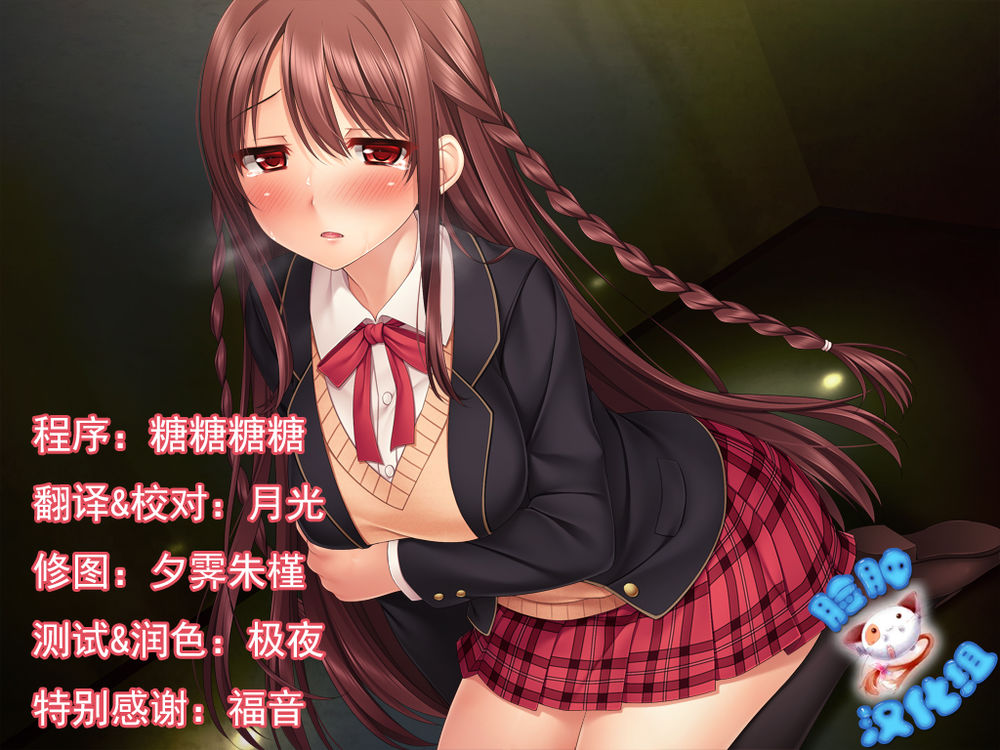 程序：糖糖糖糖
翻译&校对：月光
修图：夕霁朱槿
测试&润色：极夜
特别感谢：福音
脸肿
汉化组